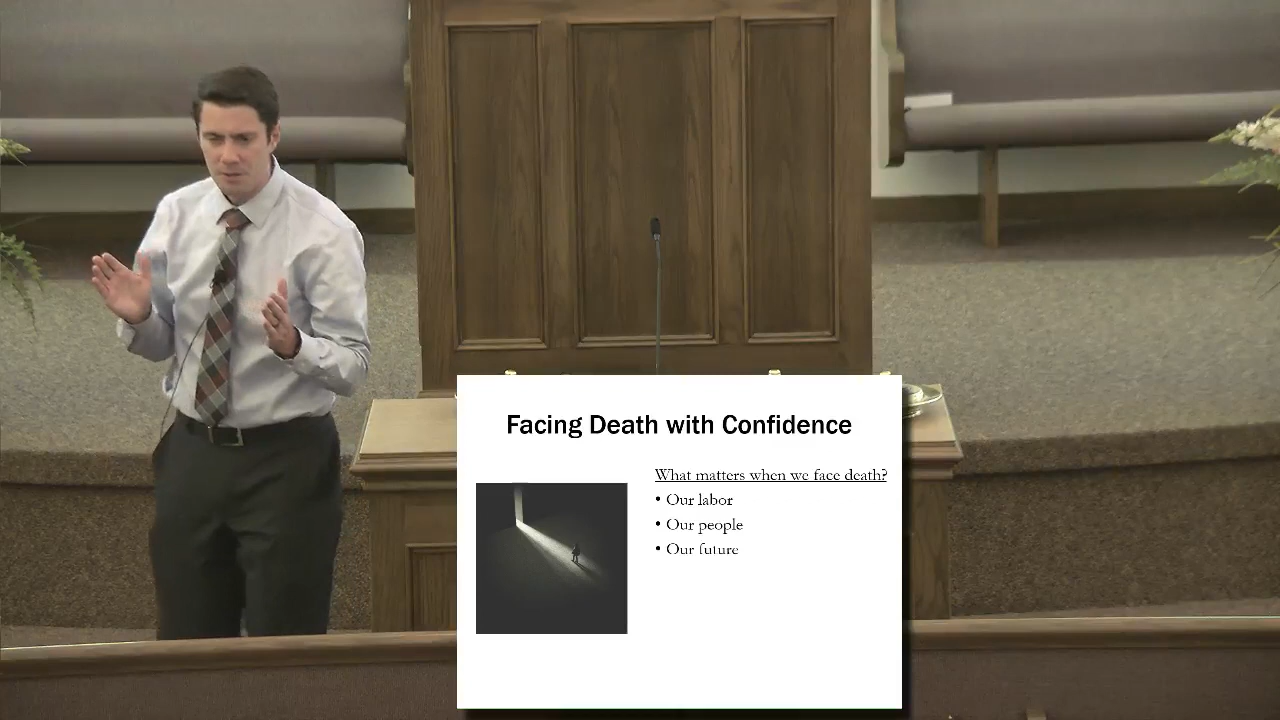 Facing Death with Confidence
What matters when we face death?
• Our labor
• Our people
• Our future